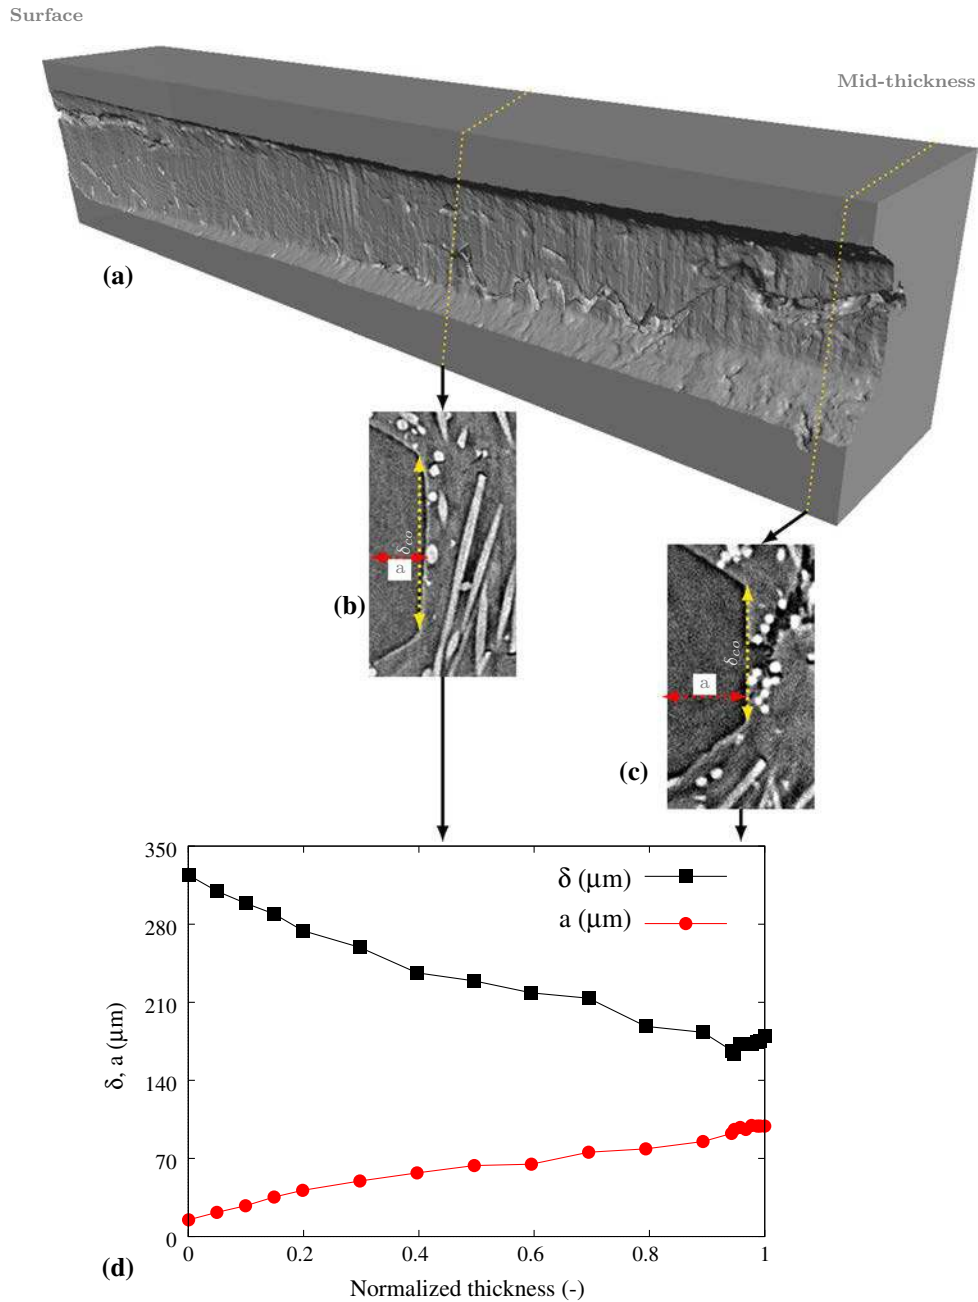 Surface
Mid-thickness
(a)
δco
a
(b)
δco
a
(c)
350
280
210
140
70
0
δ, a (µm)
δ (µm)
a (µm)
0
0.2
0.4
0.6
0.8
1
(d)
Normalized thickness (-)